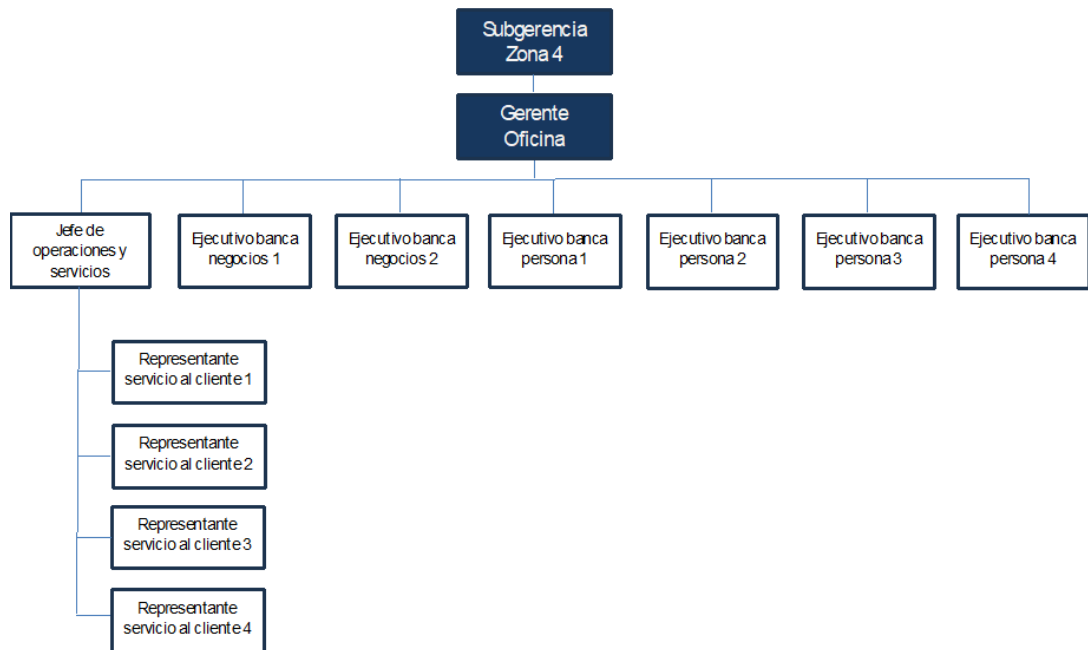 Subgerencia
Zona 4
Gerente
Oficina
Jefe de
operaciones y
servicios
Ejecutivo banca
negocios 1
Ejecutivo banca
negocios 2
Ejecutivo banca
persona 1
Ejecutivo banca
persona 2
Ejecutivo banca
persona 3
Ejecutivo banca
persona 4
Representante
servicio al cliente 1
Representante
servicio al cliente 2
Representante
servicio al cliente 3
Representante
servicio al cliente 4